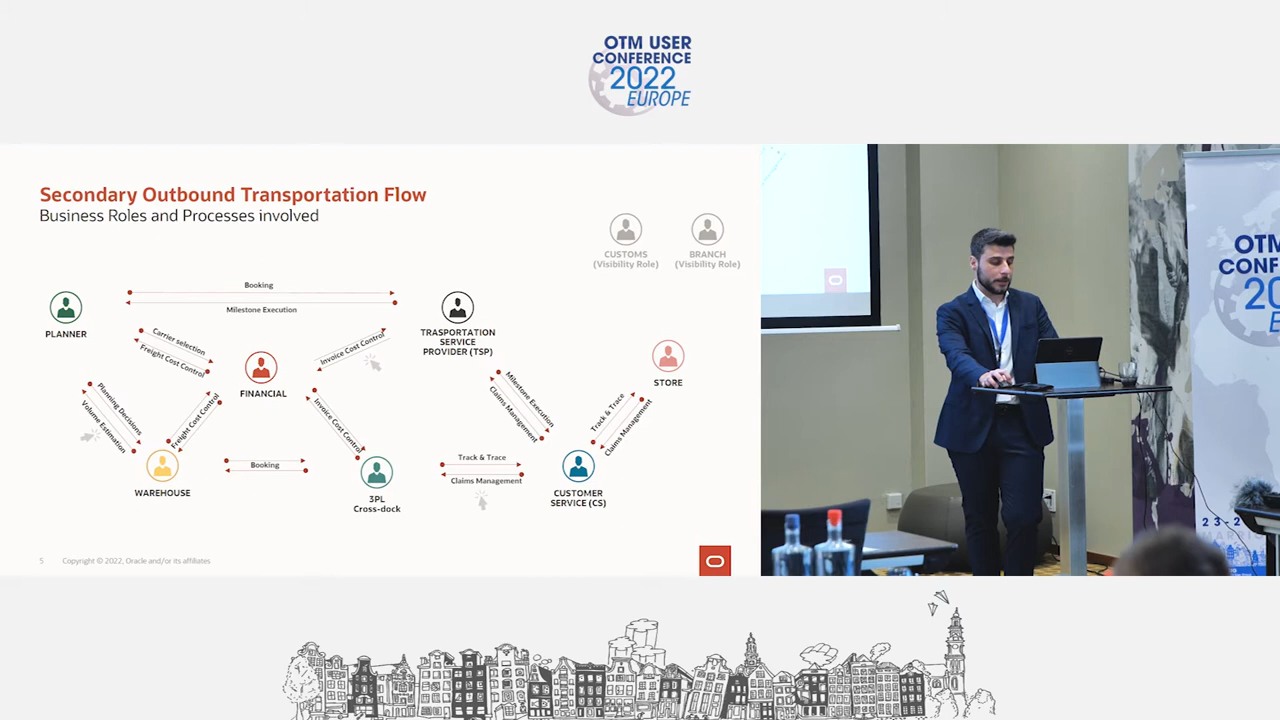 OTM USER
CONFERENCE
2022
EUROPE
Secondary Outbound Transportation Flow
Business Roles and Processes involved
CUSTOMS
(Visibility Role)
BRANCH
(Visibility Role)
Booking
Milestone Execution
PLANNER
TRASPORTATION
SERVICE
PROVIDER (TSP)
Carrier selection
Freight Cost Control
Invoice Cost Control
FINANCIAL
STORE
Planning Decisions
Volume Estimation
Freight Cost Control
Invoice Cost Control
Milestone Execution
Claims Management
Track & Trace
Claims Management
Booking
Track & Trace
Claims Management
WAREHOUSE
3PL
Cross-dock
CUSTOMER
SERVICE (CS)
5 Copyright © 2022, Oracle and/or its affiliates
OTM
CONF
20
E
23-2